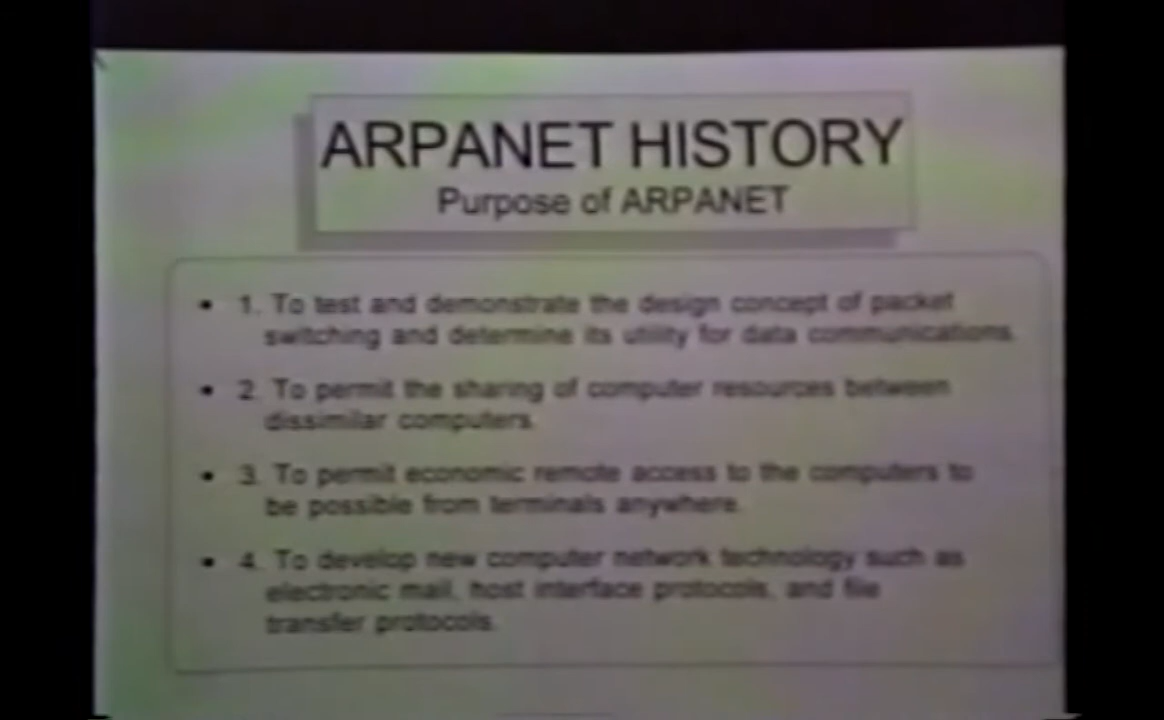 ARPANET HISTORY
Purpose of ARPANET
• 1. To test and demonstrate the design concept of packet
switching and determine its utility for data communications.
• 2. To permit the sharing of computer resources between
dissimilar computers.
• 3. To permit economic remote access to the computers to
be possible from terminals anywhere.
• 4. To develop new computer network technology such as
electronic mail, host interface protocols, and file
transfer protocols.